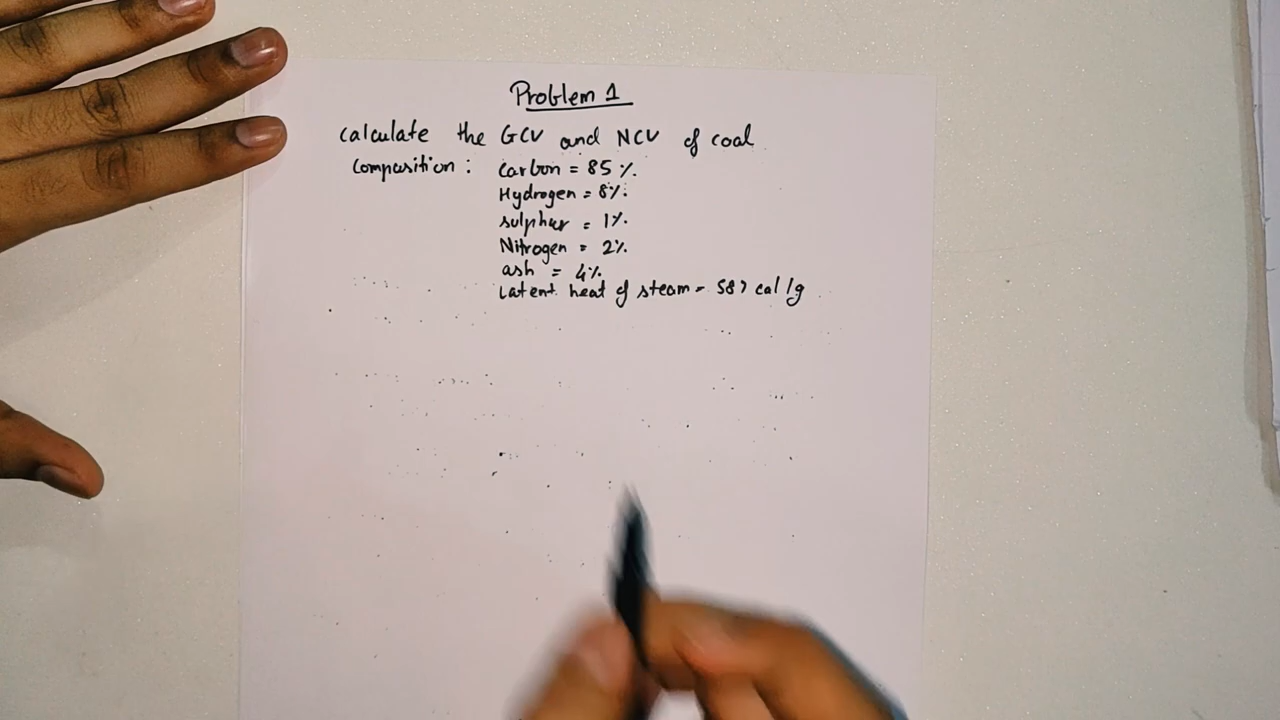 Problem 1
calculate the GCV and NCV of coal
Composition : Carbon = 85 %.
Hydrogen = 8%.
sulphur = 1%.
Nitrogen = 2%.
ash = 4%.
Latent heat of steam = 587 cal/g